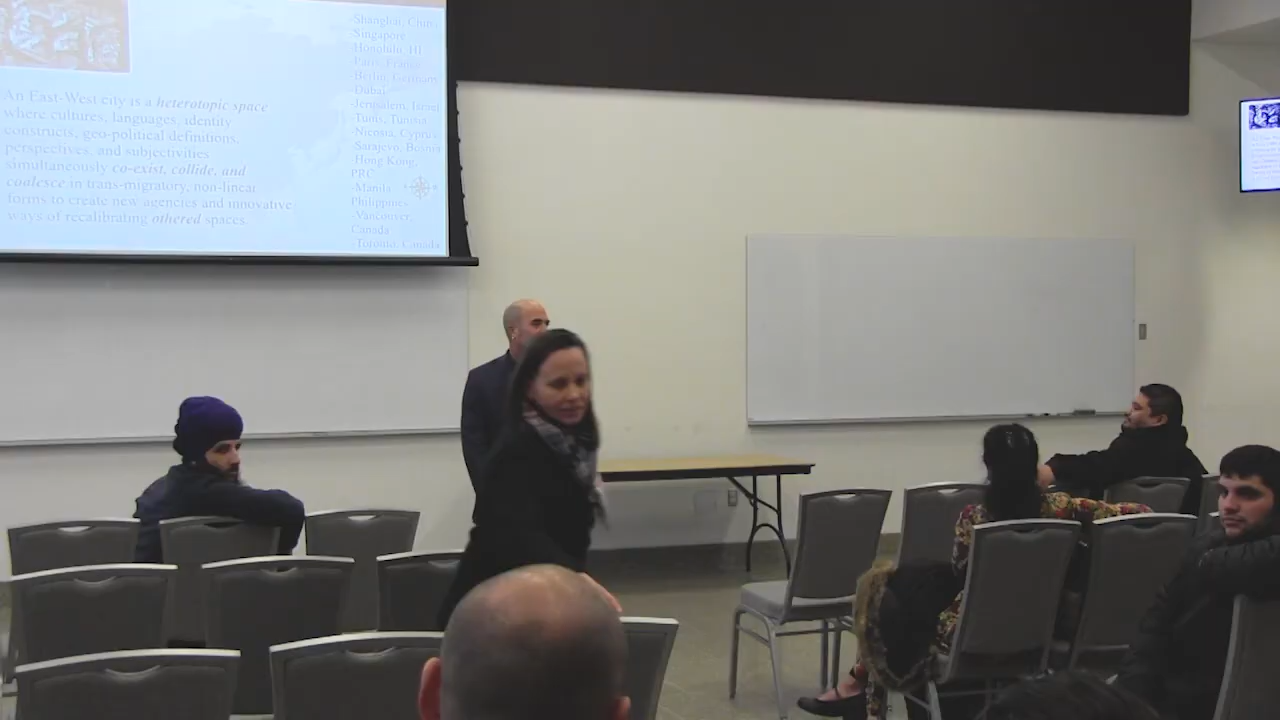 An East-West city is a heterotopic space
where cultures, languages, identity
constructs, geo-political definitions,
perspectives, and subjectivities
simultaneously co-exist, collide, and
coalesce in trans-migratory, non-linear
forms to create new agencies and innovative
ways of recalibrating othered spaces.
-Shanghai, China
-Singapore
-Honolulu, HI
-Paris, France
-Berlin, Germany
-Dubai
-Jerusalem, Israel
-Tunis, Tunisia
-Nicosia, Cyprus
-Sarajevo, Bosnia
-Hong Kong,
PRC
-Manila
Philippines
-Vancouver,
Canada
-Toronto, Canada